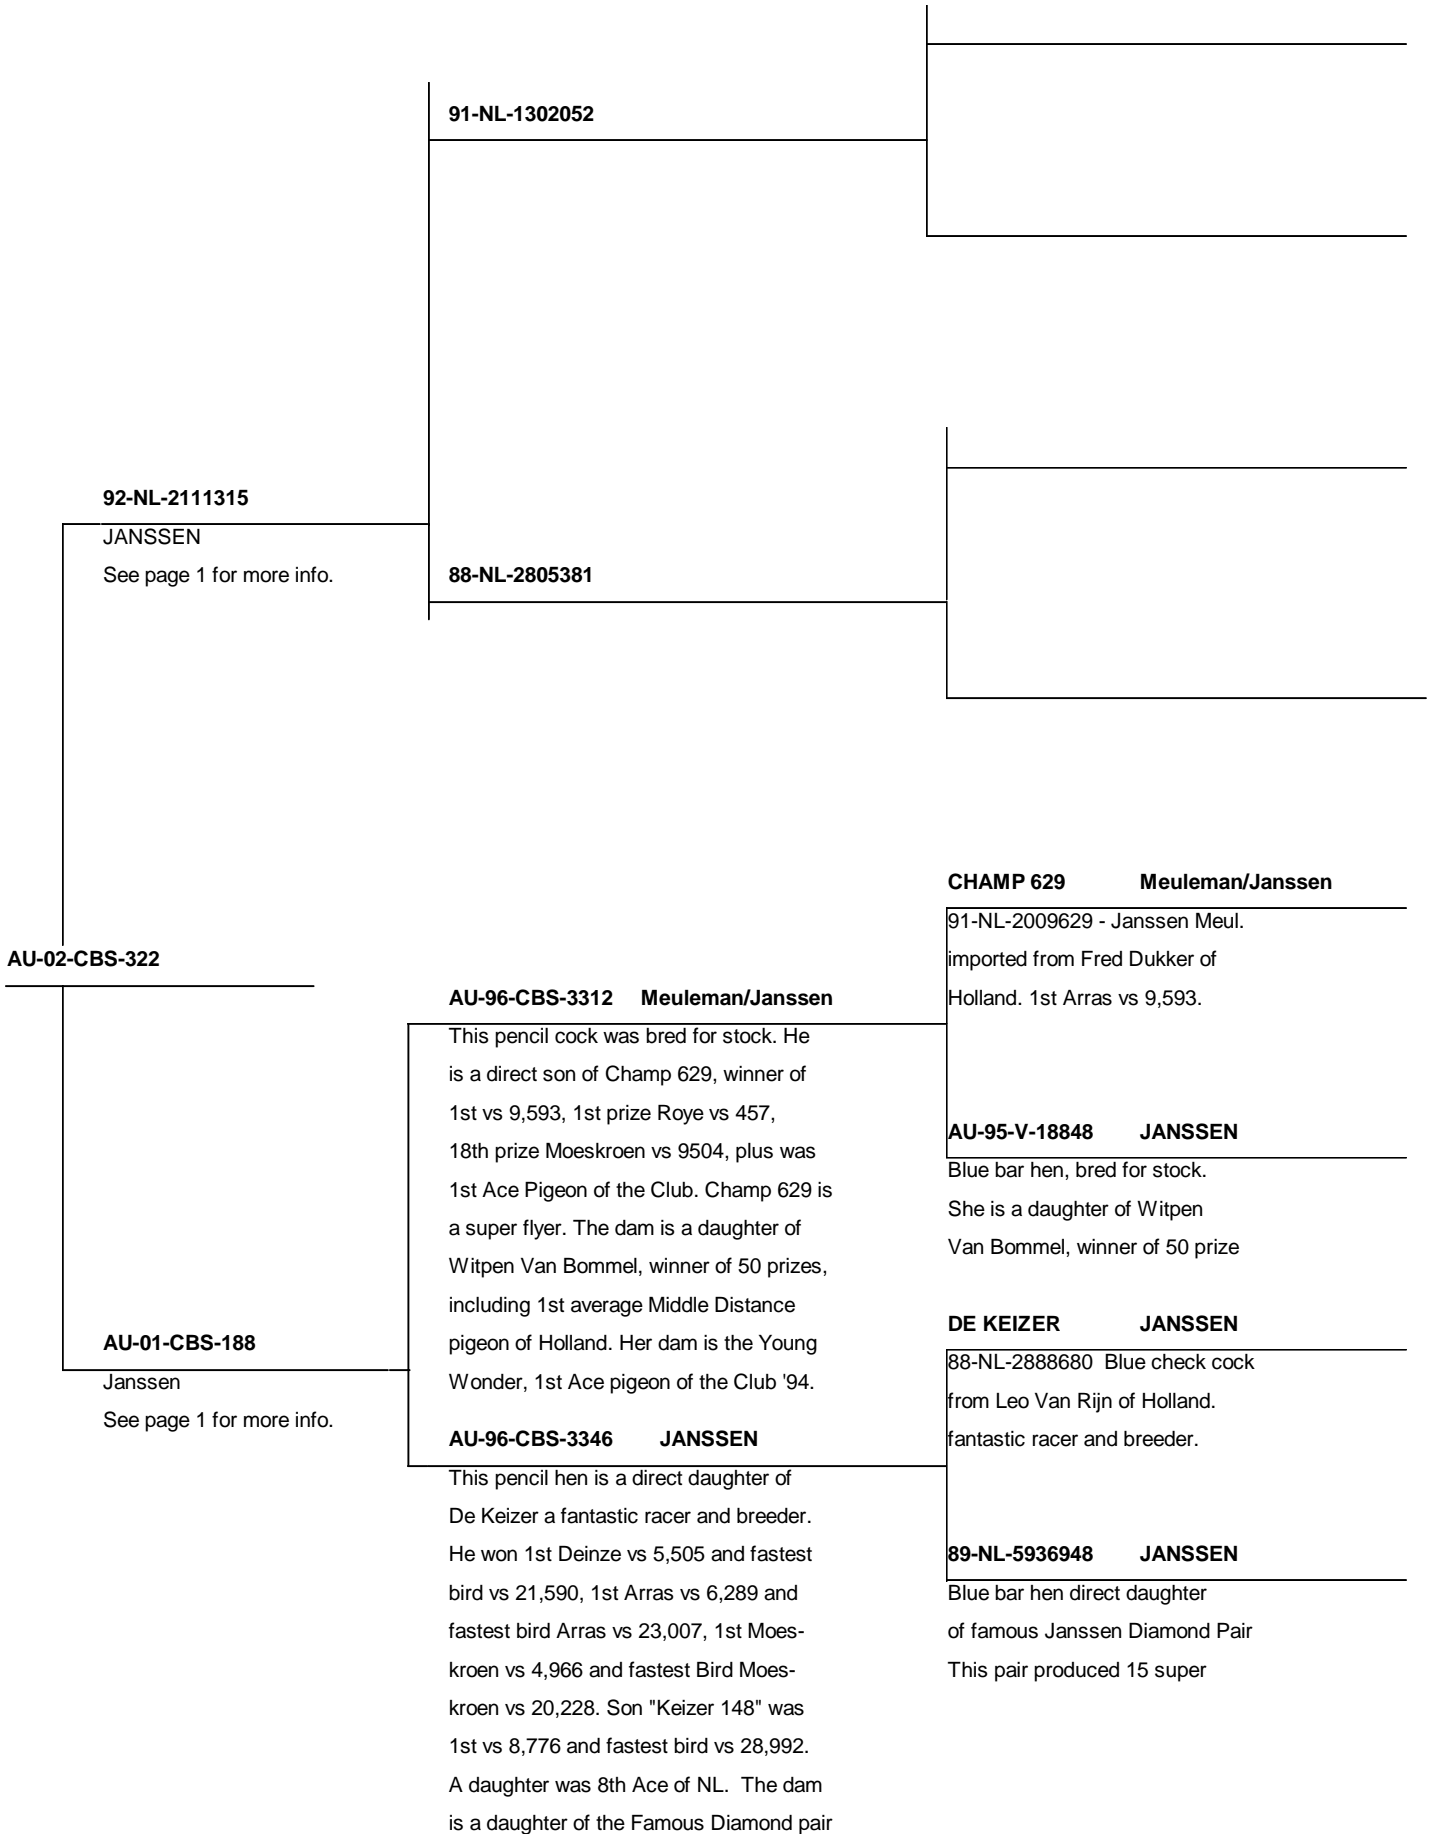 91-NL-1302052
92-NL-2111315
JANSSEN
See page 1 for more info.
88-NL-2805381
AU-02-CBS-322
CHAMP 629 Meuleman/Janssen
91-NL-2009629 - Janssen Meul.
imported from Fred Dukker of
Holland. 1st Arras vs 9,593.
AU-96-CBS-3312 Meuleman/Janssen
This pencil cock was bred for stock. He
is a direct son of Champ 629, winner of
1st vs 9,593, 1st prize Roye vs 457,
18th prize Moeskroen vs 9504, plus was
1st Ace Pigeon of the Club. Champ 629 is
a super flyer. The dam is a daughter of
Witpen Van Bommel, winner of 50 prizes,
including 1st average Middle Distance
pigeon of Holland. Her dam is the Young
Wonder, 1st Ace pigeon of the Club '94.
AU-95-V-18848 JANSSEN
Blue bar hen, bred for stock.
She is a daughter of Witpen
Van Bommel, winner of 50 prize
AU-01-CBS-188
Janssen
See page 1 for more info.
DE KEIZER JANSSEN
88-NL-2888680 Blue check cock
from Leo Van Rijn of Holland.
fantastic racer and breeder.
AU-96-CBS-3346 JANSSEN
This pencil hen is a direct daughter of
De Keizer a fantastic racer and breeder.
He won 1st Deinze vs 5,505 and fastest
bird vs 21,590, 1st Arras vs 6,289 and
fastest bird Arras vs 23,007, 1st Moes-
kroen vs 4,966 and fastest Bird Moes-
kroen vs 20,228. Son "Keizer 148" was
1st vs 8,776 and fastest bird vs 28,992.
A daughter was 8th Ace of NL. The dam
is a daughter of the Famous Diamond pair
89-NL-5936948 JANSSEN
Blue bar hen direct daughter
of famous Janssen Diamond Pair
This pair produced 15 super